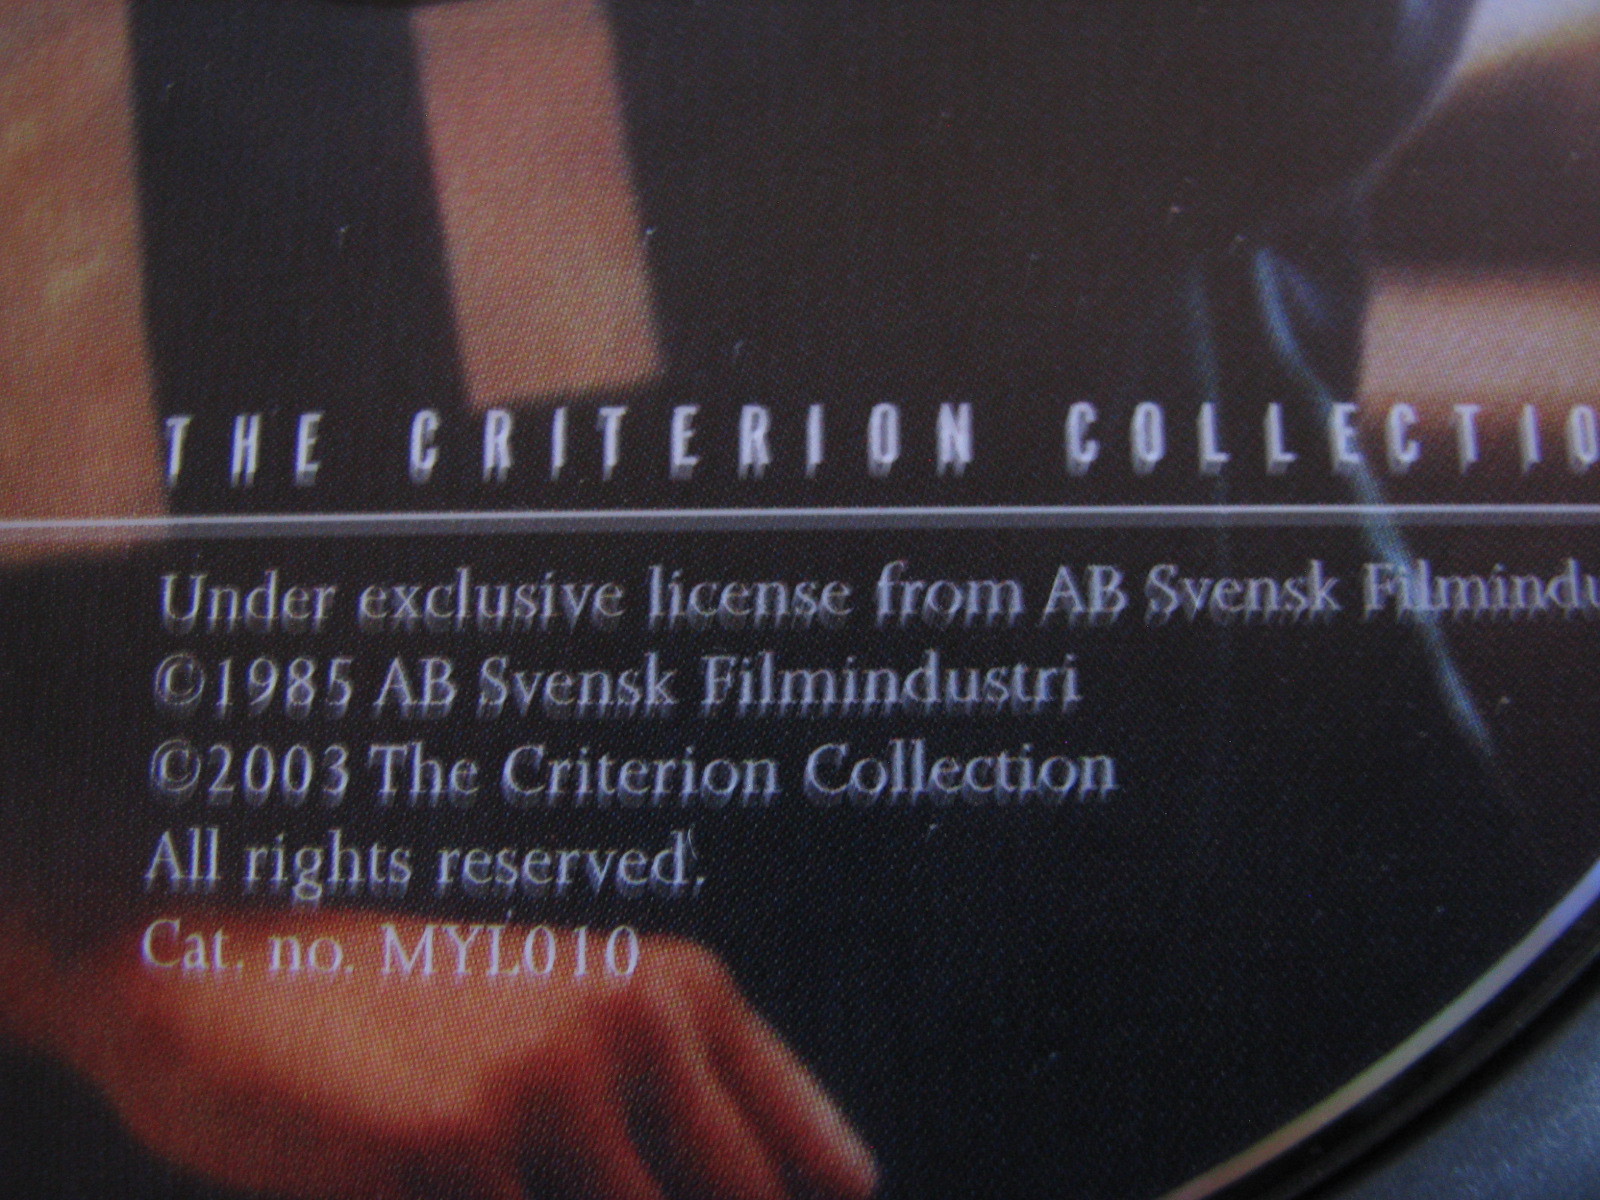 THE CRITERION COLLECTIO
Under exclusive license from AB Svensk Filmindu
©1985 AB Svensk Filmindustri
©2003 The Criterion Collection
All rights reserved.
Cat. no. MYL010